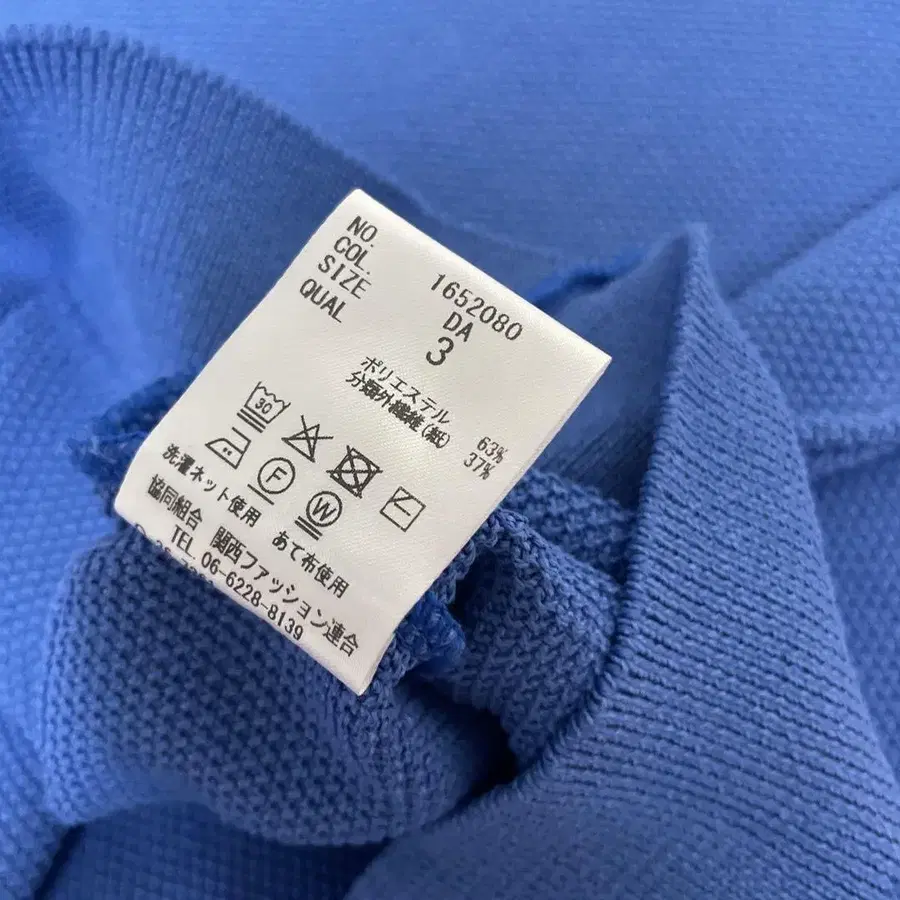 NO. 1652080
COL. DA
SIZE 3
QUAL
ポリエステル 63%
分類外繊維(紙) 37%
30
F
W
洗濯ネット使用 あて布使用
協同組合 関西ファッション連合
TEL 06-6228-8139